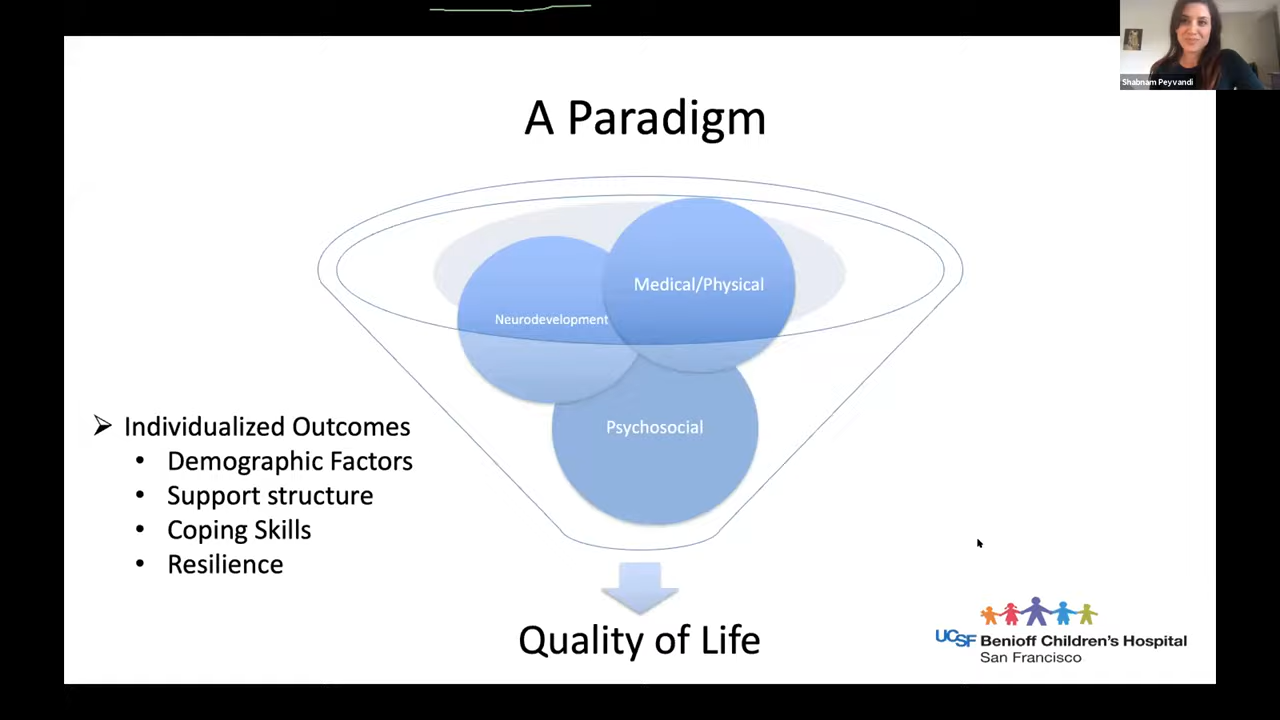 Shabnam Peyvandi
A Paradigm
Medical/Physical
Neurodevelopment
Psychosocial
➢ Individualized Outcomes
• Demographic Factors
• Support structure
• Coping Skills
• Resilience
Quality of Life
UCSF Benioff Children's Hospital
San Francisco